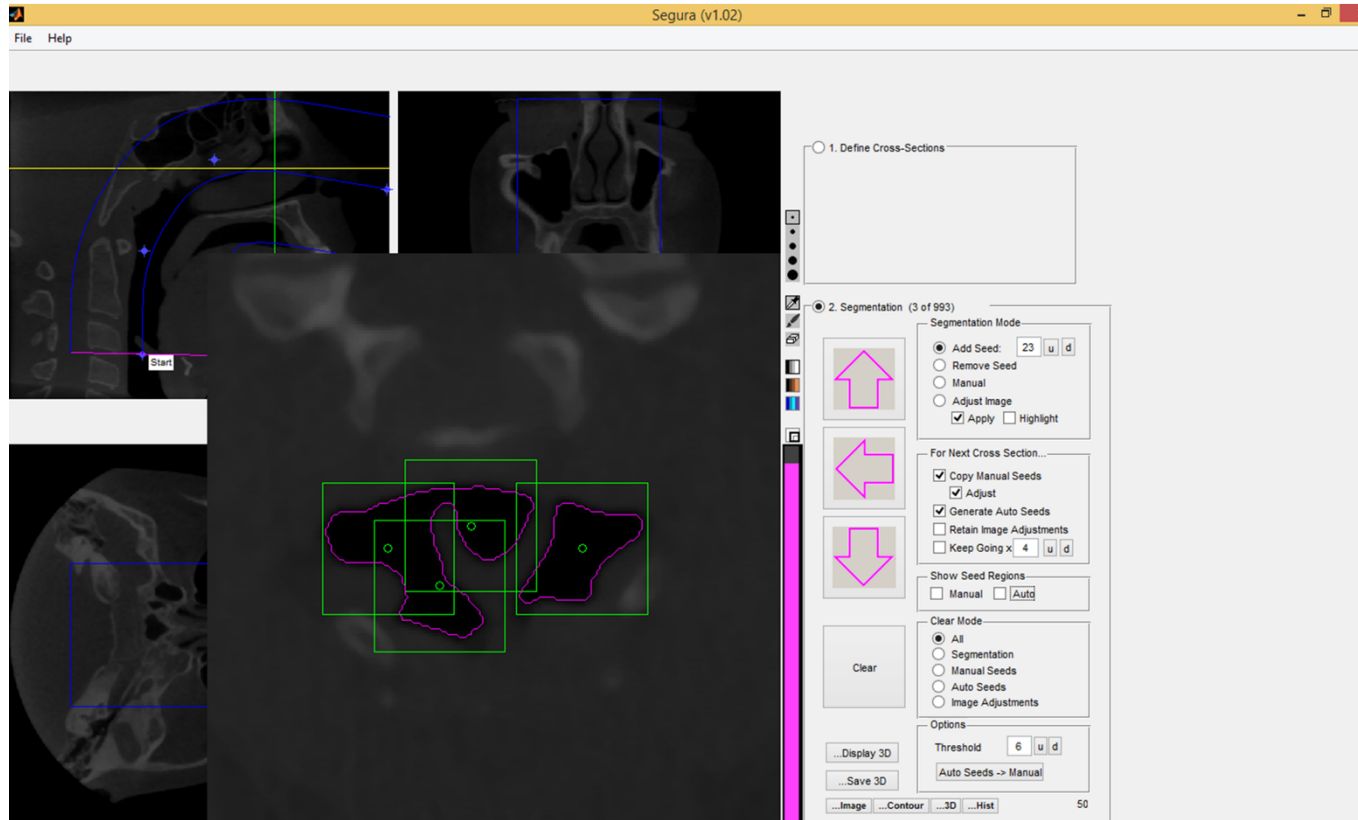 Segura (v1.02)
File Help
1. Define Cross-Sections
Start
2. Segmentation (3 of 993)
Segmentation Mode
Add Seed: 23 u d
Remove Seed
Manual
Adjust Image
Apply Highlight
For Next Cross Section...
Copy Manual Seeds
Adjust
Generate Auto Seeds
Retain Image Adjustments
Keep Going x 4 u d
Show Seed Regions
Manual Auto
Clear Mode
All
Segmentation
Manual Seeds
Auto Seeds
Image Adjustments
Clear
Options
Threshold 6 u d
Auto Seeds -> Manual
...Display 3D
...Save 3D
...Image ...Contour ...3D ...Hist 50